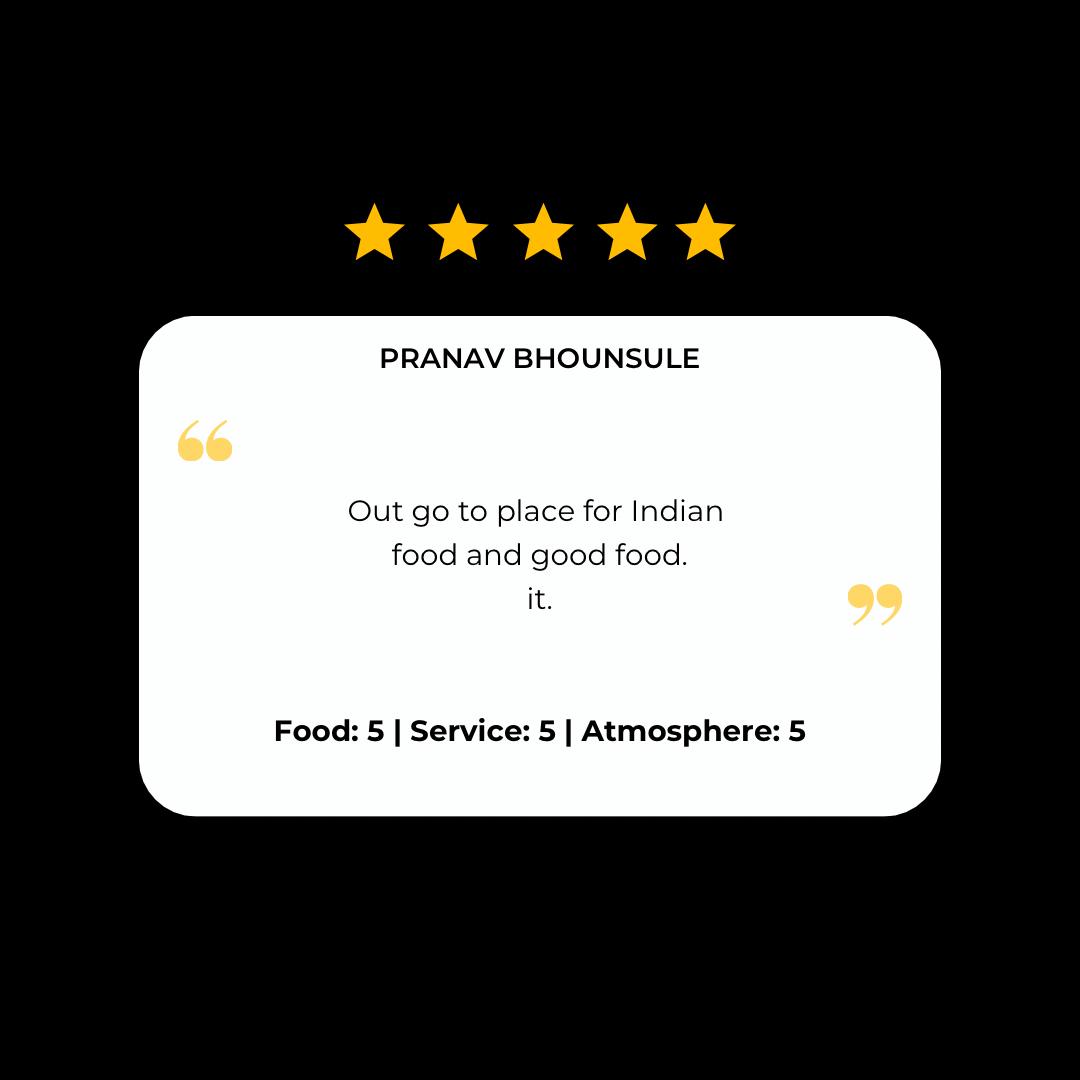 PRANAV BHOUNSULE
“
Out go to place for Indian
food and good food.
it.
”
Food: 5 | Service: 5 | Atmosphere: 5